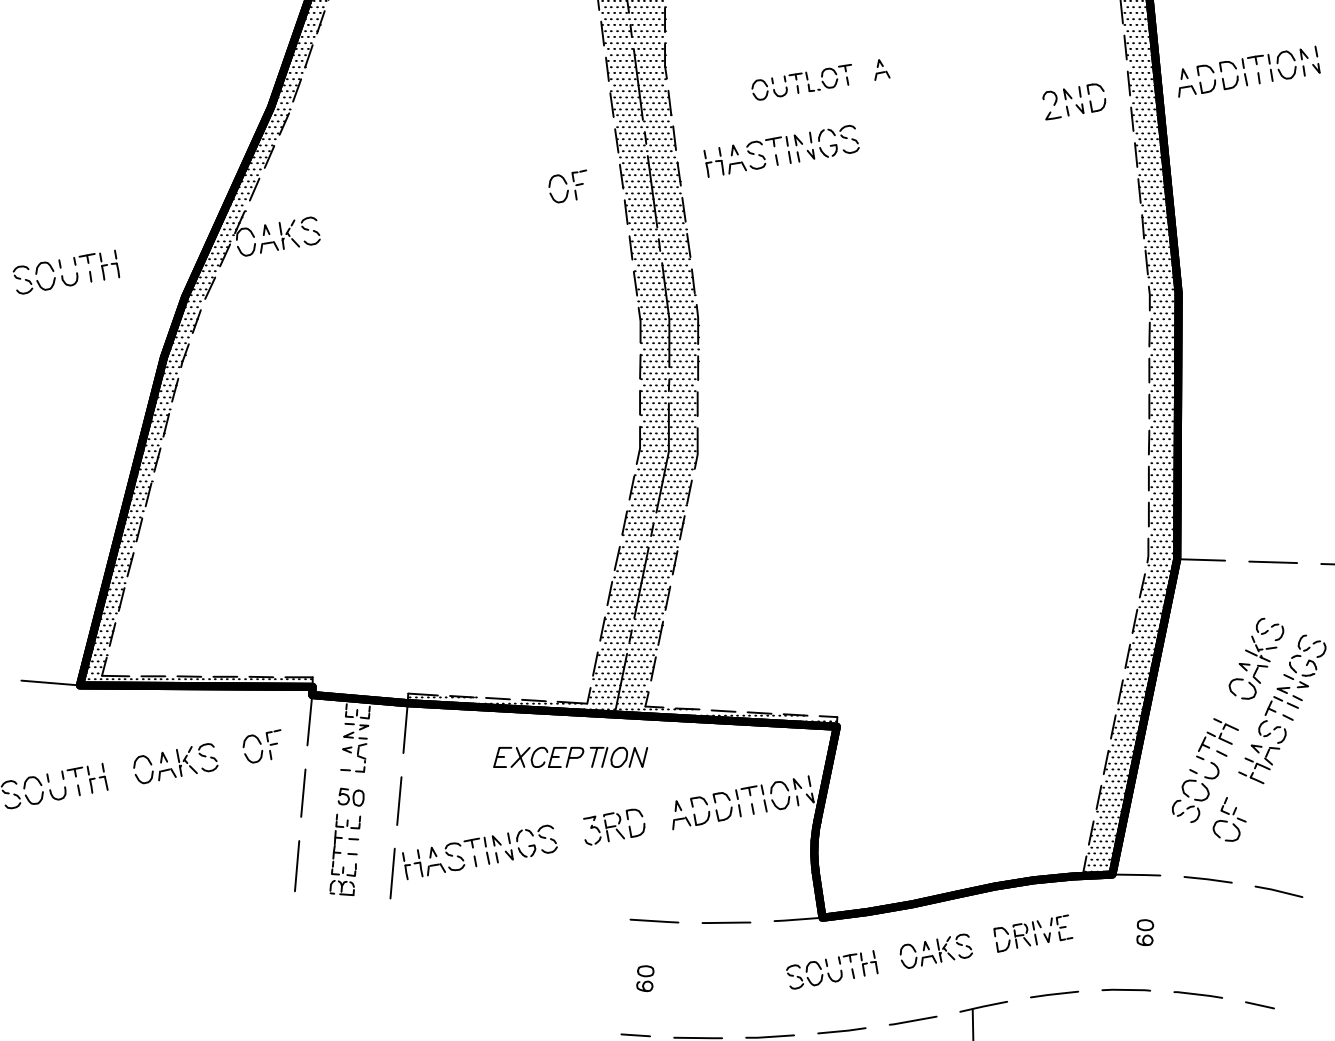 OUTLOT A
SOUTH OAKS OF HASTINGS 2ND ADDITION
EXCEPTION
SOUTH OAKS OF HASTINGS 3RD ADDITION
BETTE LANE
50
SOUTH OAKS
OF HASTINGS
SOUTH OAKS DRIVE
60
60